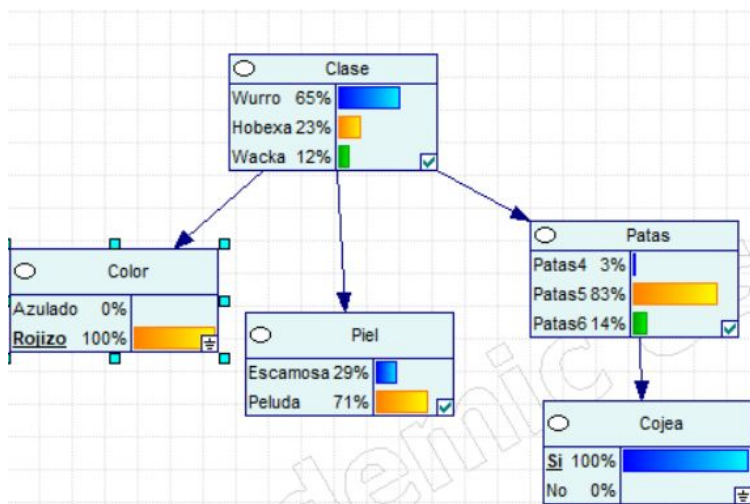 Clase
Wurro 65%
Hobexa 23%
Wacka 12%
Color
Azulado 0%
Rojizo 100%
Piel
Escamosa 29%
Peluda 71%
Patas
Patas4 3%
Patas5 83%
Patas6 14%
Cojea
Si 100%
No 0%
demic